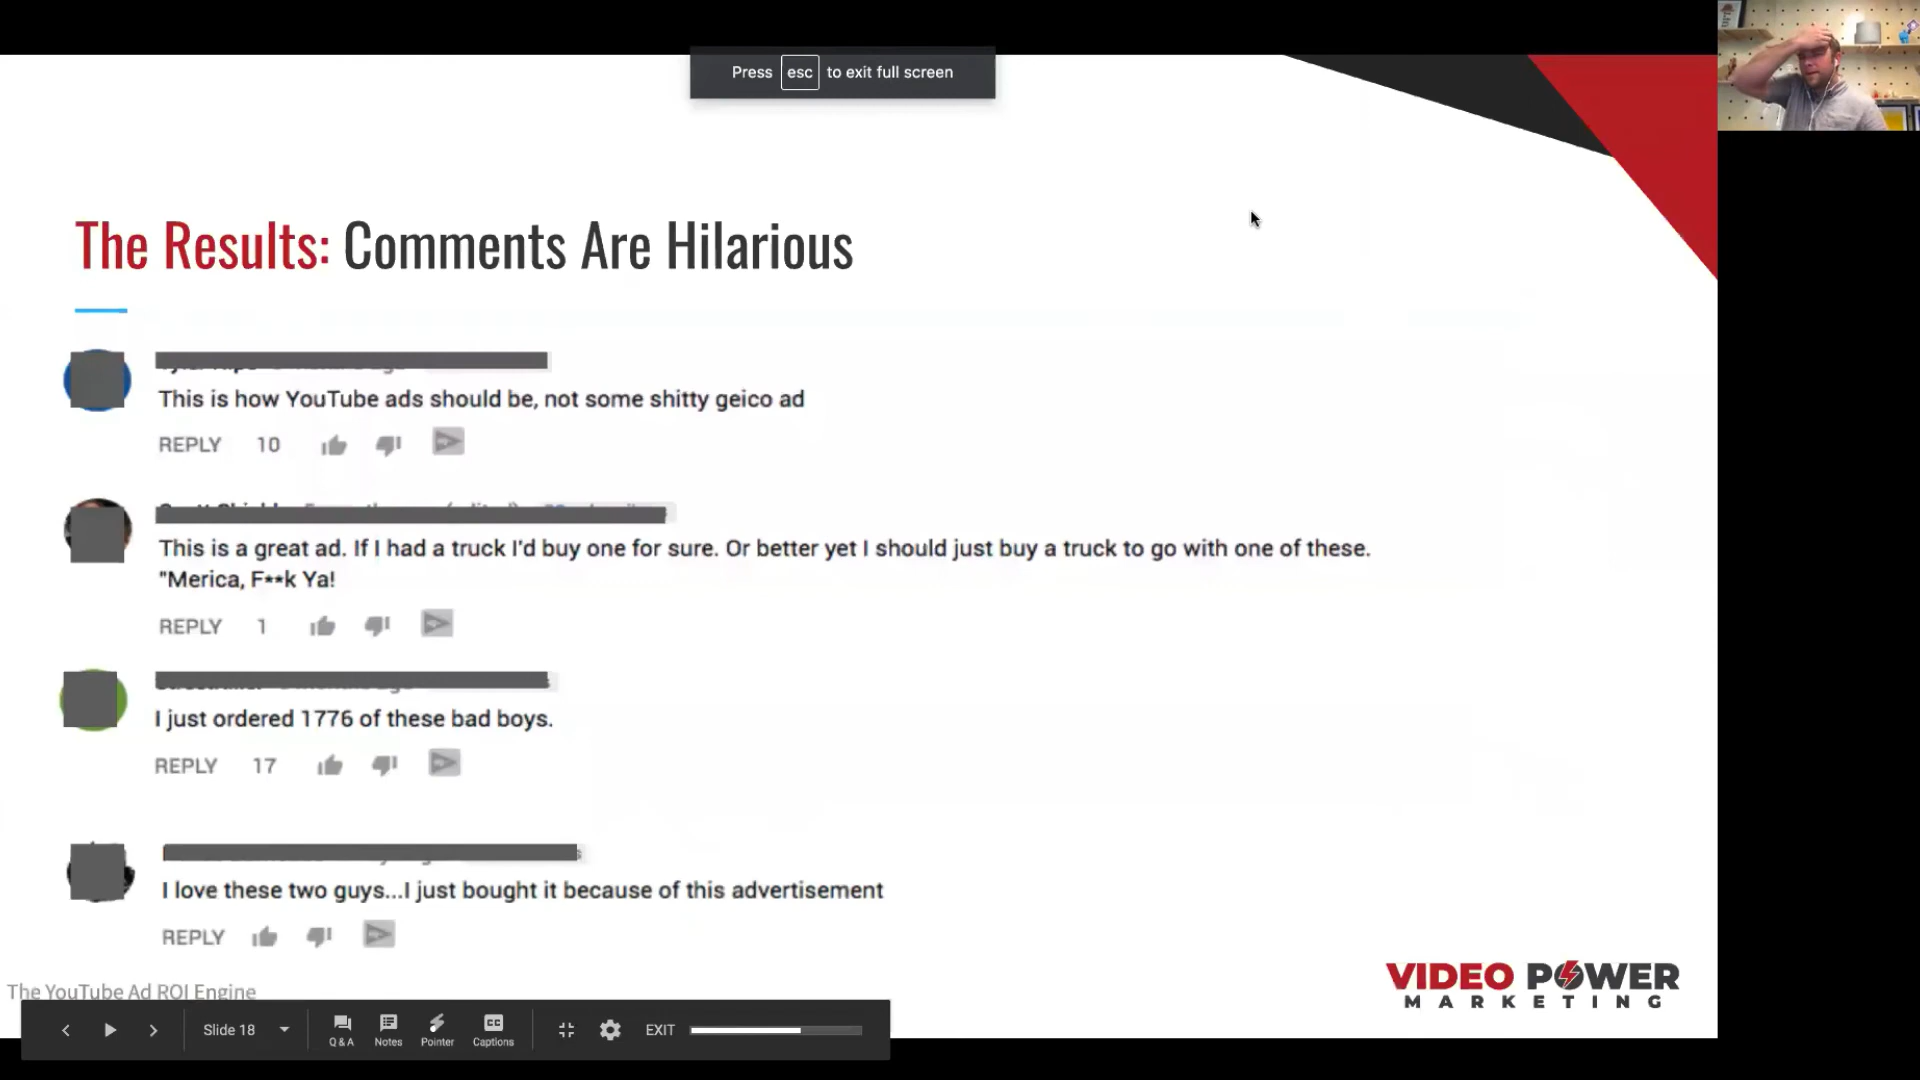 Press esc to exit full screen
The Results: Comments Are Hilarious
This is how YouTube ads should be, not some shitty geico ad
REPLY 10
This is a great ad. If I had a truck I'd buy one for sure. Or better yet I should just buy a truck to go with one of these.
"Merica, F**k Ya!
REPLY 1
I just ordered 1776 of these bad boys.
REPLY 17
I love these two guys...I just bought it because of this advertisement
REPLY
VIDEO POWER
MARKETING
The YouTube Ad ROI Engine
Slide 18
Q & A
Notes
Pointer
CC
Captions
EXIT